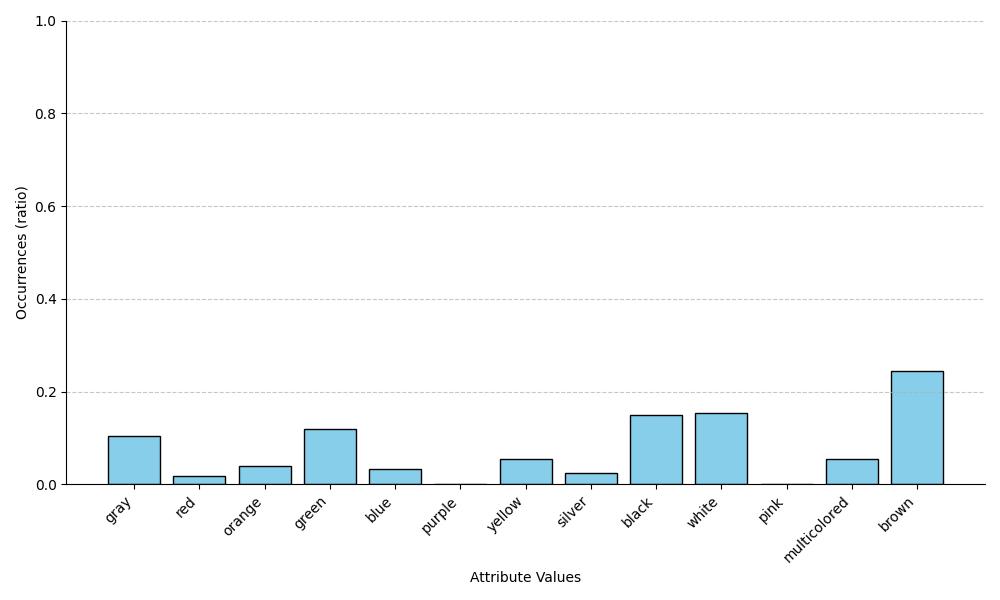 1.0
0.8
0.6
0.4
0.2
0.0
Occurrences (ratio)
gray
red
orange
green
blue
purple
yellow
silver
black
white
pink
multicolored
brown
Attribute Values